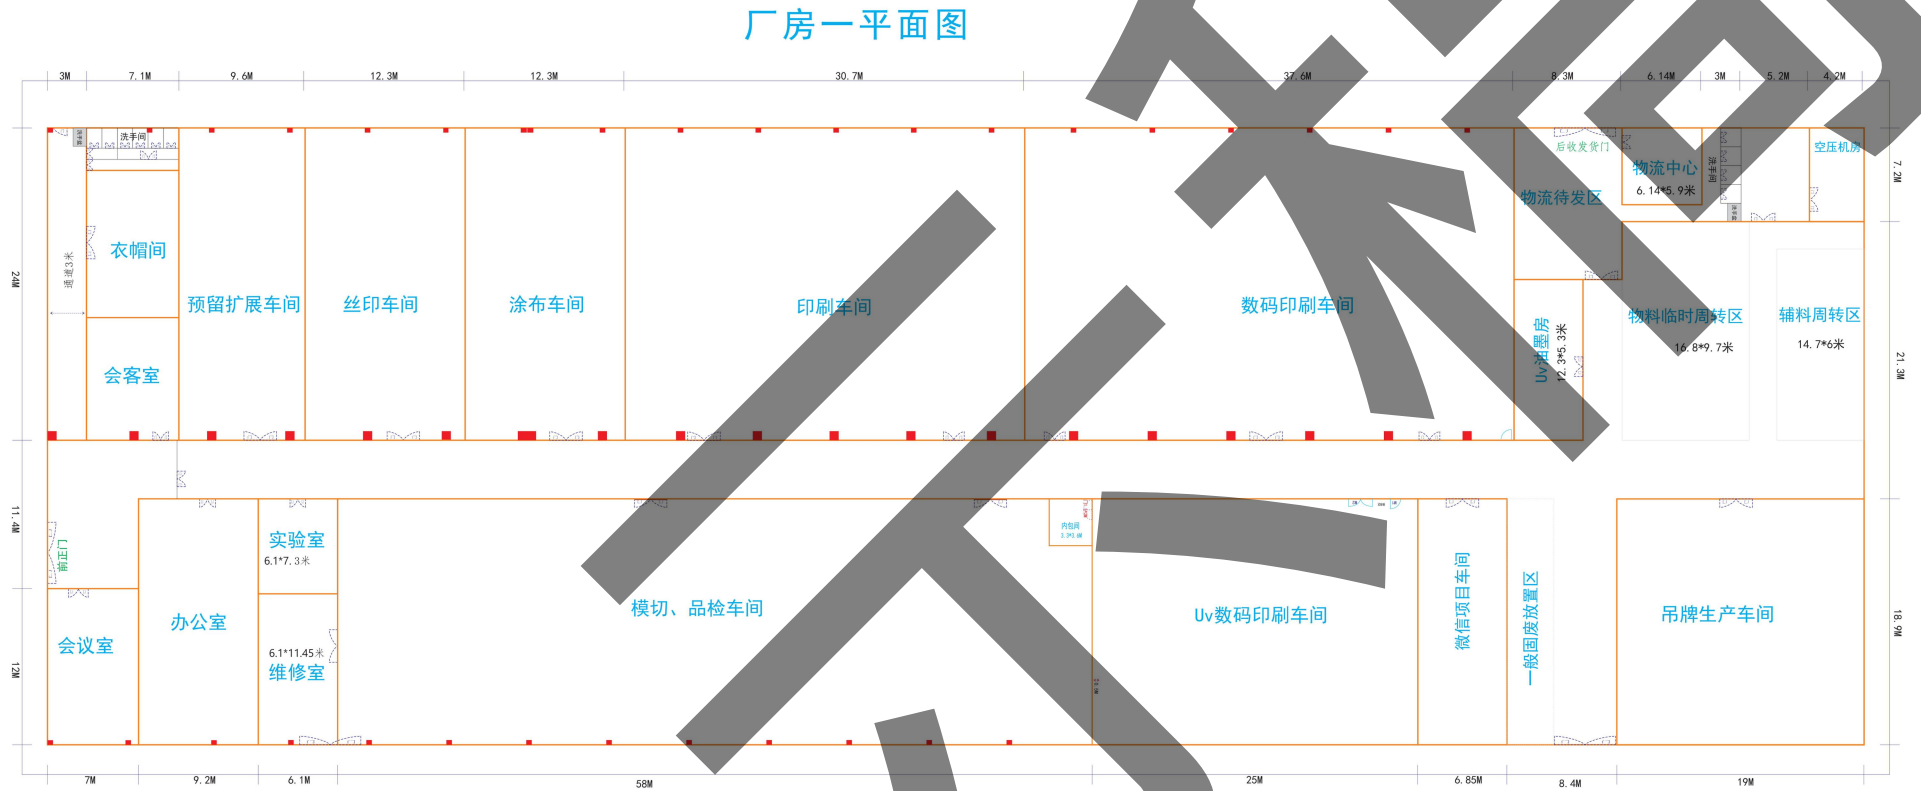 厂房一平面图
3M 7.1M 9.6M 12.3M 12.3M 30.7M 37.6M 8.3M 6.14M 3M 5.2M 4.2M
洗手间
洗手间
后收发货门
物流中心
6.14*5.9米
空压机房
物流待发区
7.2M
24M
通道3米
衣帽间
会客室
预留扩展车间
丝印车间
涂布车间
印刷车间
数码印刷车间
Uv油墨房
12.3*5.3米
物料临时周转区
16.8*9.7米
辅料周转区
14.7*6米
21.3M
11.4M
前正门
实验室
6.1*7.3米
内包间
办公室
会议室
6.1*11.45米
维修室
模切、品检车间
Uv数码印刷车间
微信项目车间
一般固废放置区
吊牌生产车间
18.9M
12M
7M 9.2M 6.1M 58M 25M 6.85M 8.4M 19M